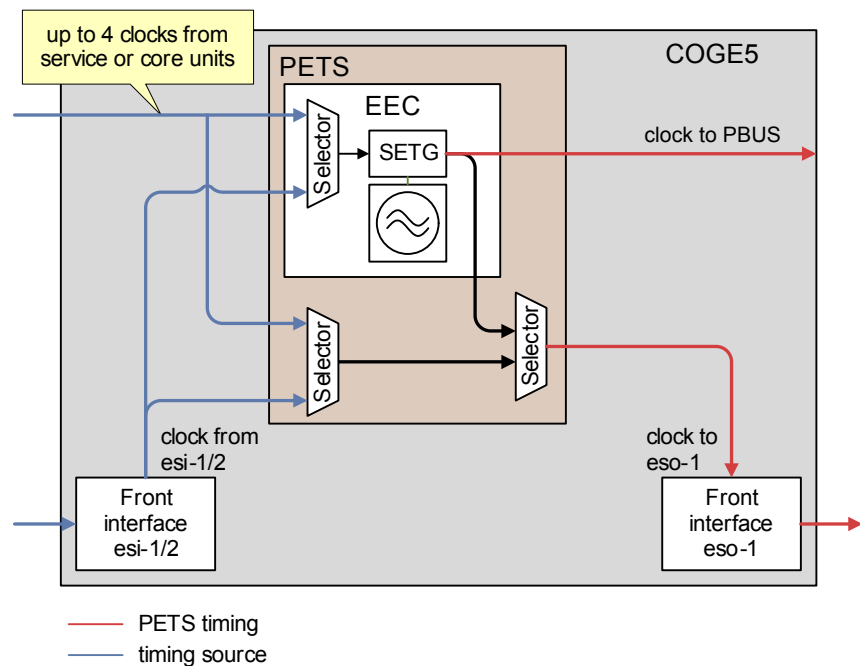 up to 4 clocks from
service or core units
COGE5
PETS
EEC
Selector
SETG
clock to PBUS
Selector
Selector
clock from
esi-1/2
clock to
eso-1
Front
interface
esi-1/2
Front
interface
eso-1
PETS timing
timing source